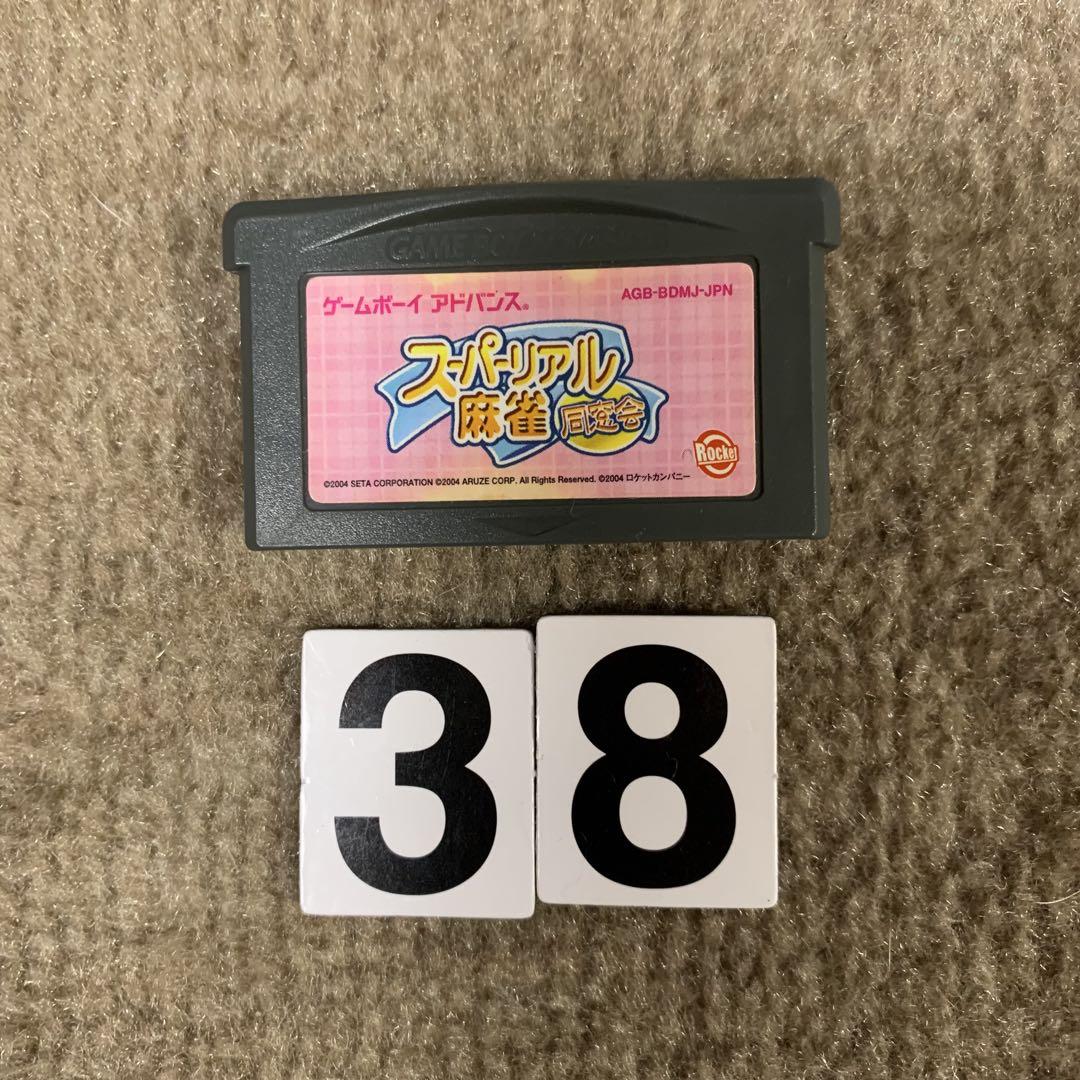 GAME BOY ADVANCE
ゲームボーイ アドバンス®
AGB-BDMJ-JPN
スーパーリアル
麻雀 同窓会
Rocket
©2004 SETA CORPORATION ©2004 ARUZE CORP. All Rights Reserved. ©2004 ロケットカンパニー
38